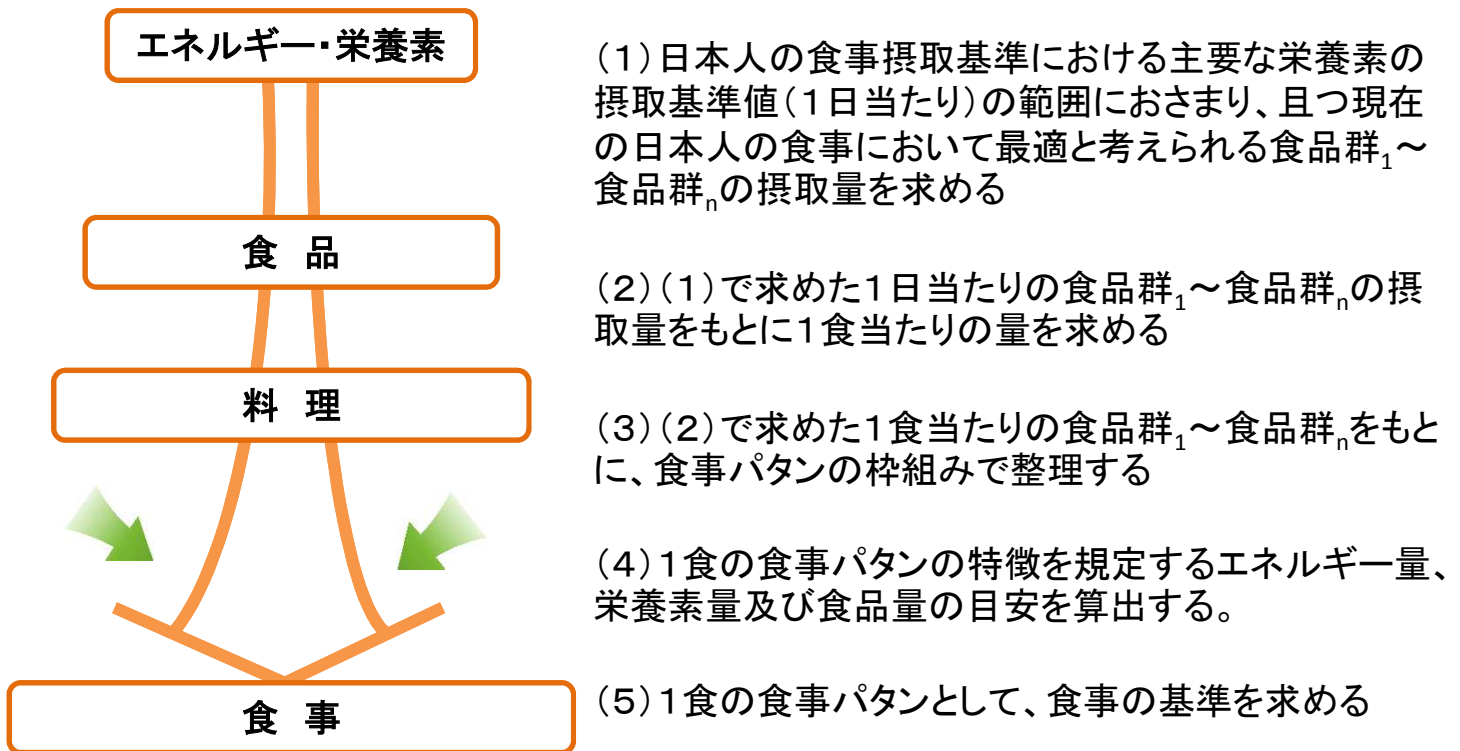 エネルギー・栄養素
(1)日本人の食事摂取基準における主要な栄養素の
摂取基準値(1日当たり)の範囲におさまり、且つ現在
の日本人の食事において最適と考えられる食品群1～
食品群nの摂取量を求める
食 品
(2)(1)で求めた1日当たりの食品群1～食品群nの摂
取量をもとに1食当たりの量を求める
料 理
(3)(2)で求めた1食当たりの食品群1～食品群nをもと
に、食事パタンの枠組みで整理する
(4)1食の食事パタンの特徴を規定するエネルギー量、
栄養素量及び食品量の目安を算出する。
食 事
(5)1食の食事パタンとして、食事の基準を求める